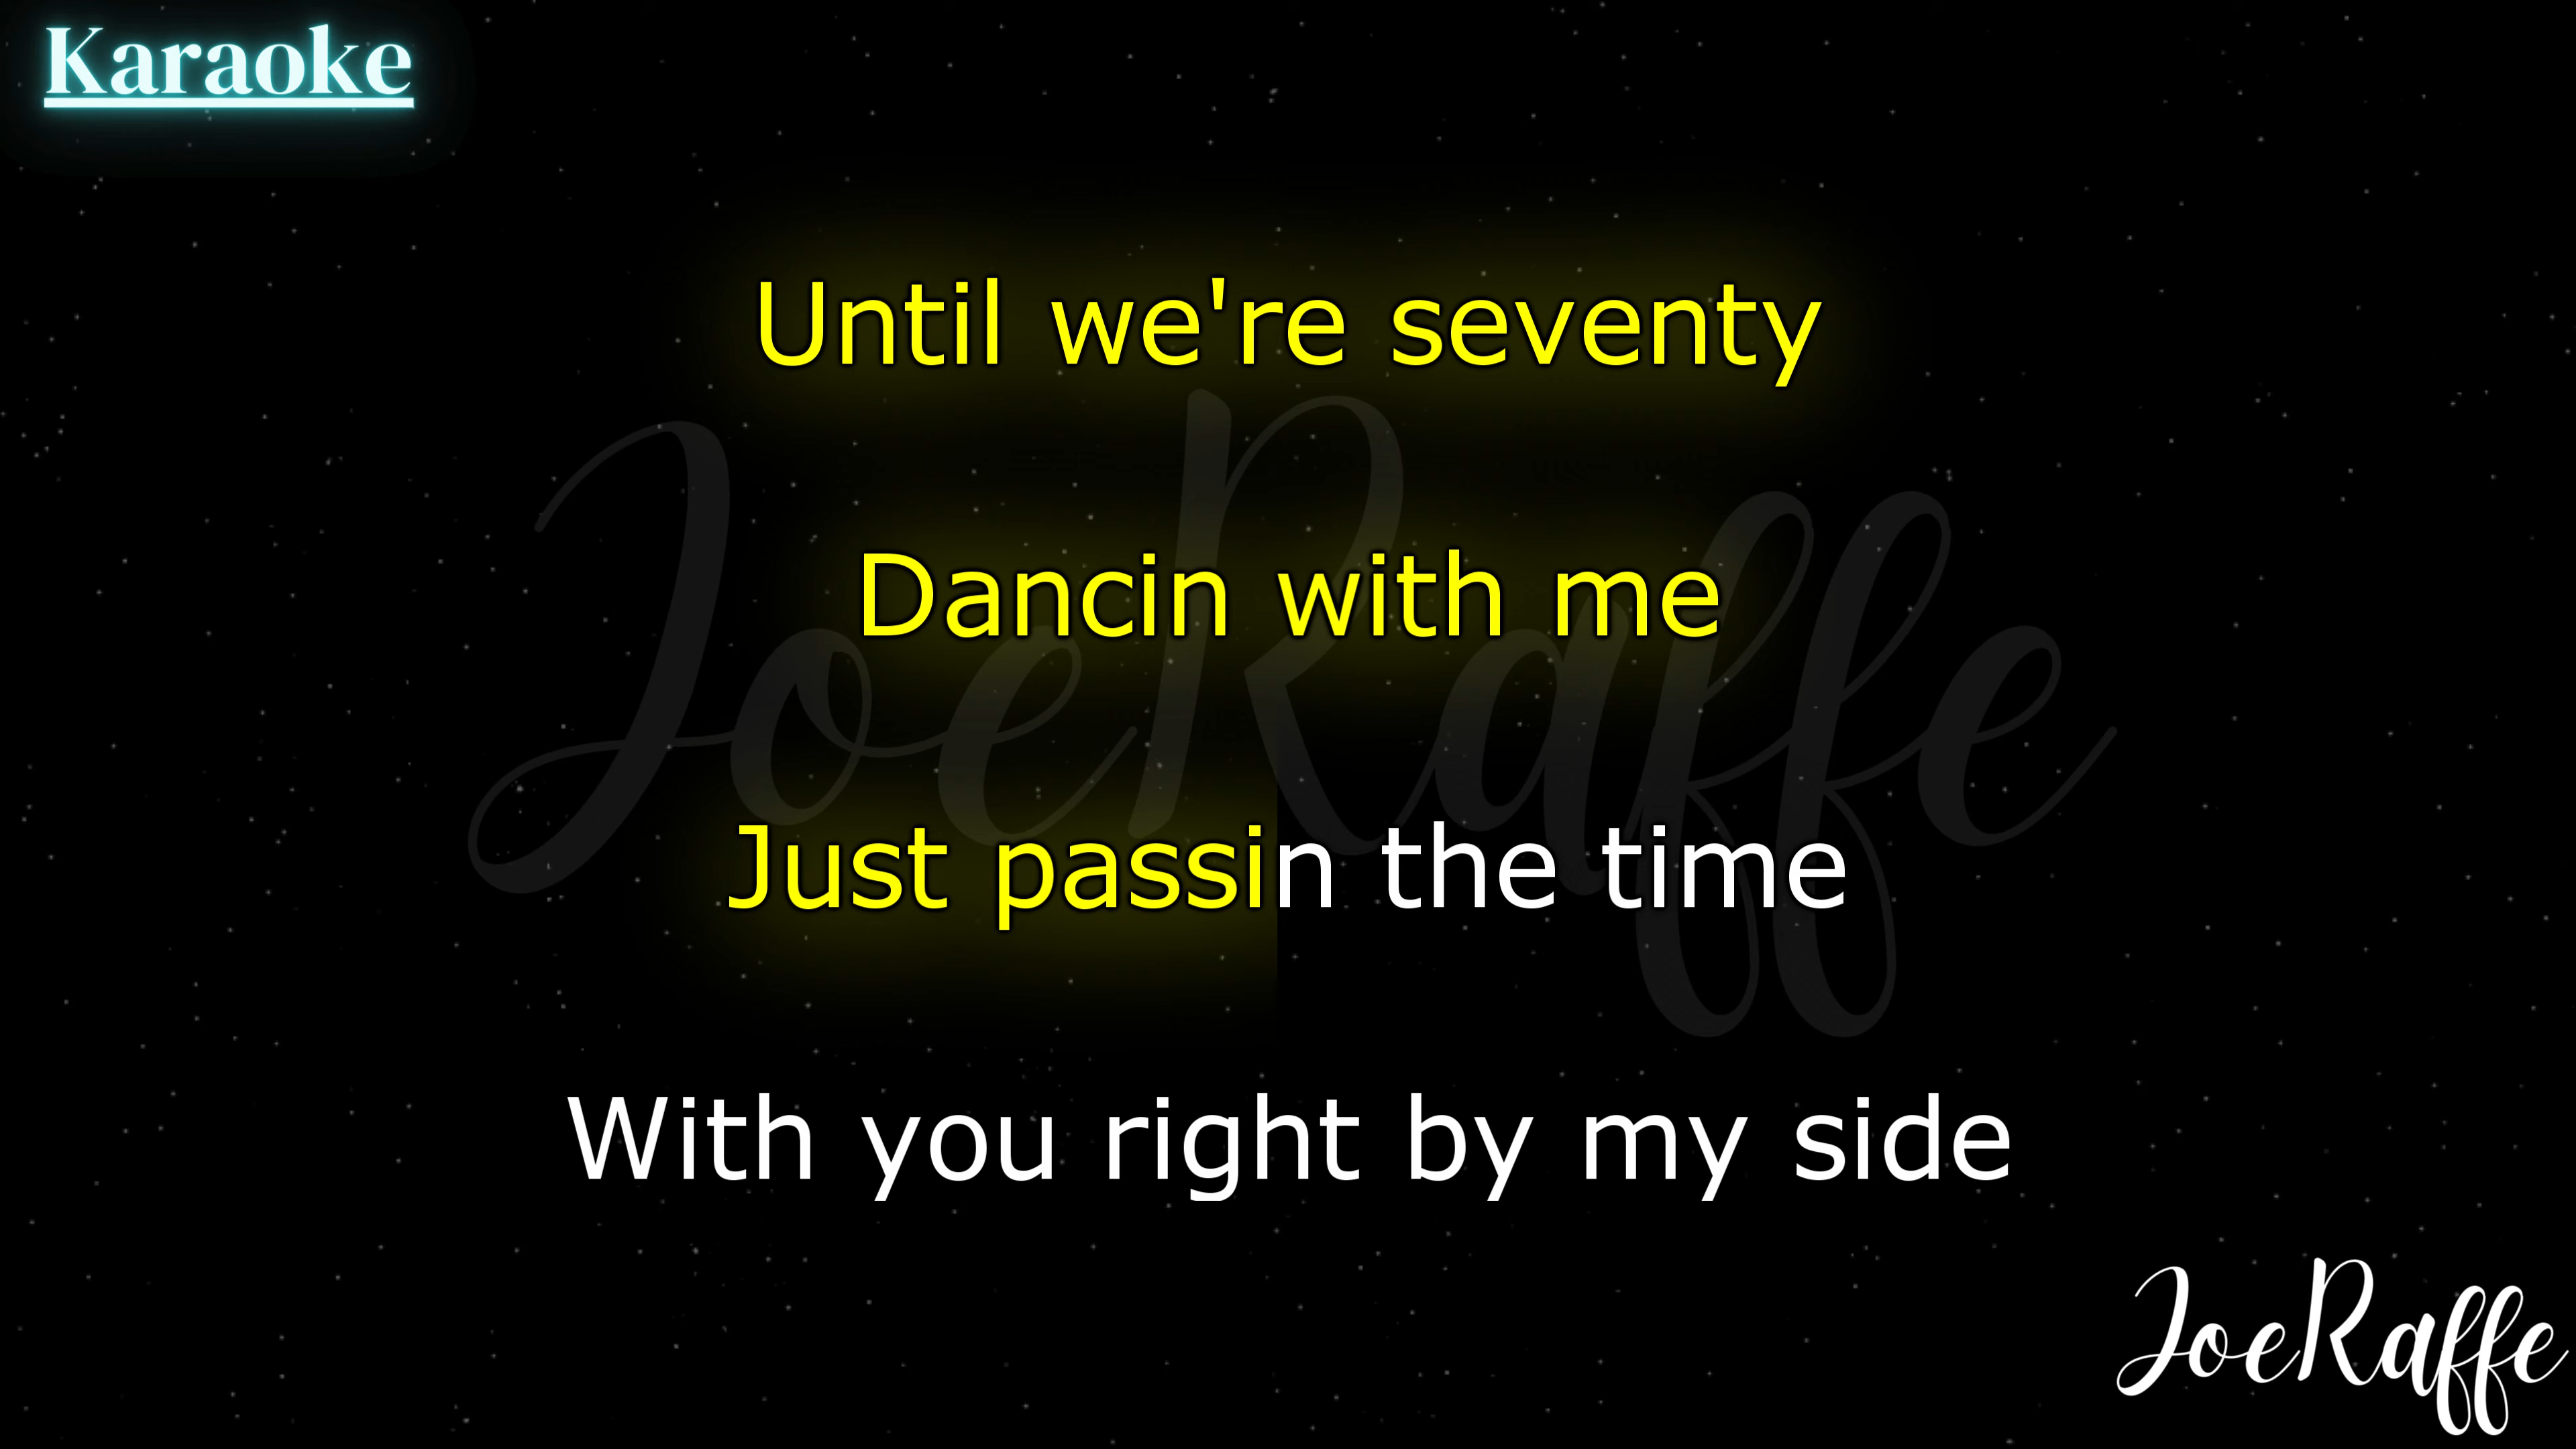 Karaoke
Until we're seventy
Dancin with me
Just passin the time
With you right by my side
JoeRaffe
JoeRaffe